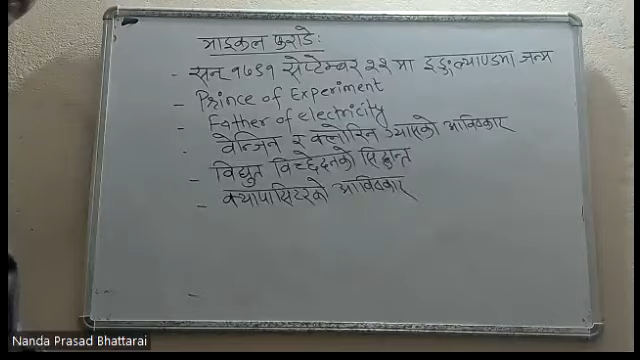 माइकल फुराडे:
- सन् १७९१ सेप्टेम्बर २२ मा इङ्ल्याण्डमा जन्म
- Prince of Experiment
- Father of electricity
- वेन्जिन र क्लोरिन ग्यासको आविष्कार
- विद्युत विच्छेदनको सिद्धान्त
- क्यापासिटरको आविष्कार
-
Nanda Prasad Bhattarai